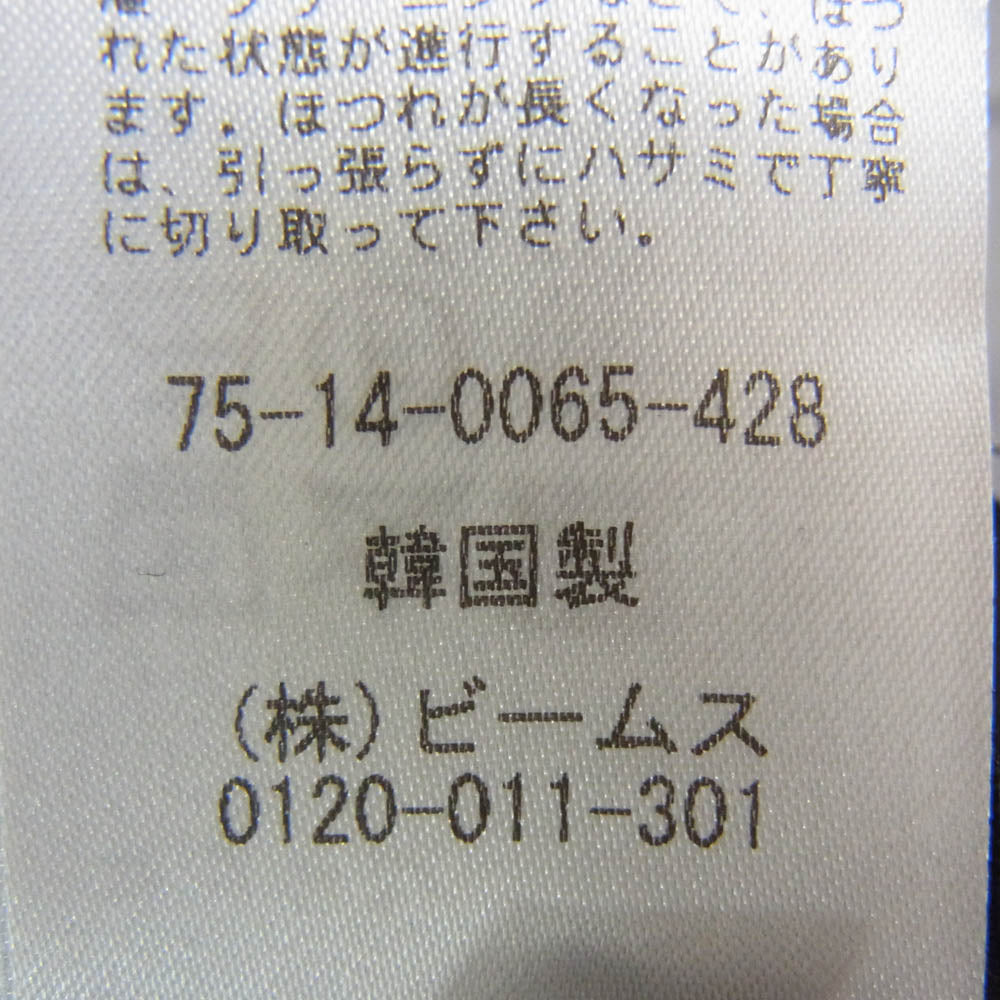 れた状態が進行することがあり
ます。ほつれが長くなった場合
は、引っ張らずにハサミで丁寧
に切り取って下さい。
75-14-0065-428
韓国製
(株)ビームス
0120-011-301